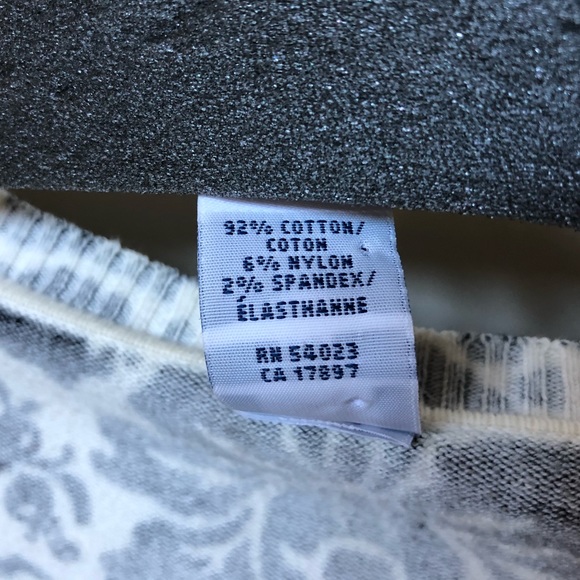 92% COTTON/
COTON
6% NYLON
2% SPANDEX/
ÉLASTHANNE
RN 54023
CA 17897